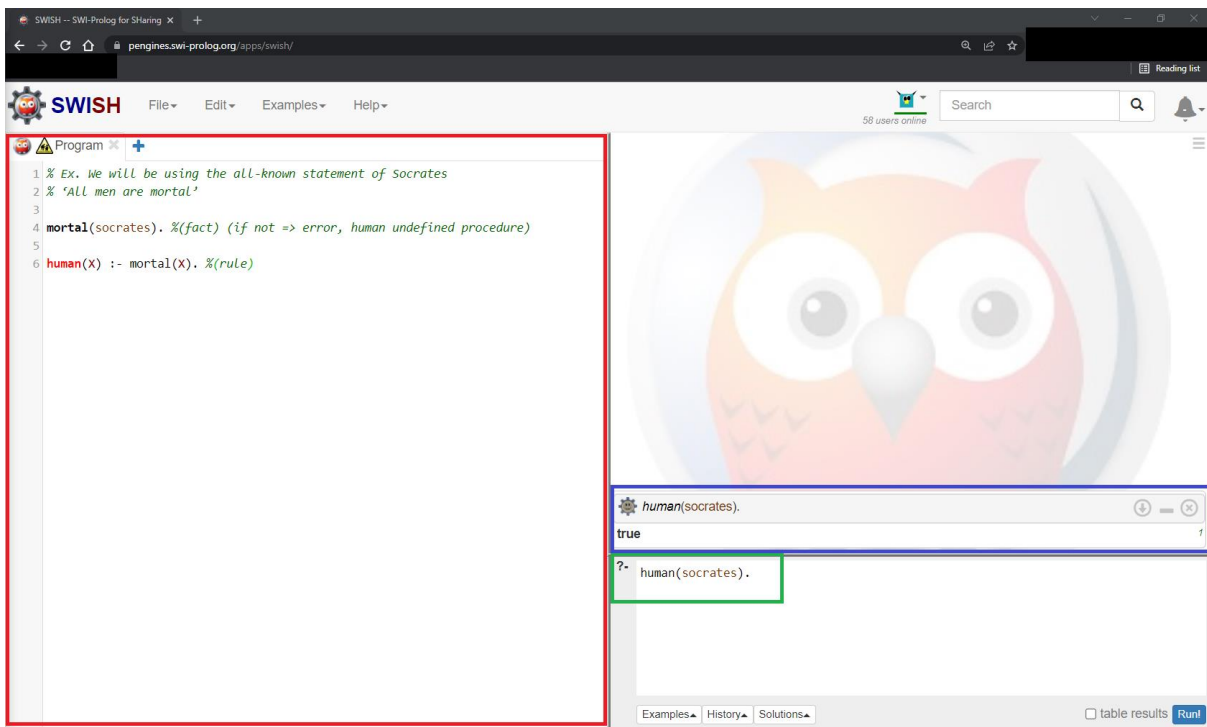 SWISH -- SWI-Prolog for SHaring
pengines.swi-prolog.org/apps/swish/
Reading list
SWISH File Edit Examples Help
58 users online
Search
Program
1 % Ex. We will be using the all-known statement of Socrates
2 % ‘All men are mortal’
3
4 mortal(socrates). %(fact) (if not => error, human undefined procedure)
5
6 human(X) :- mortal(X). %(rule)
human(socrates).
true 1
?- human(socrates).
Examples History Solutions
table results Run!